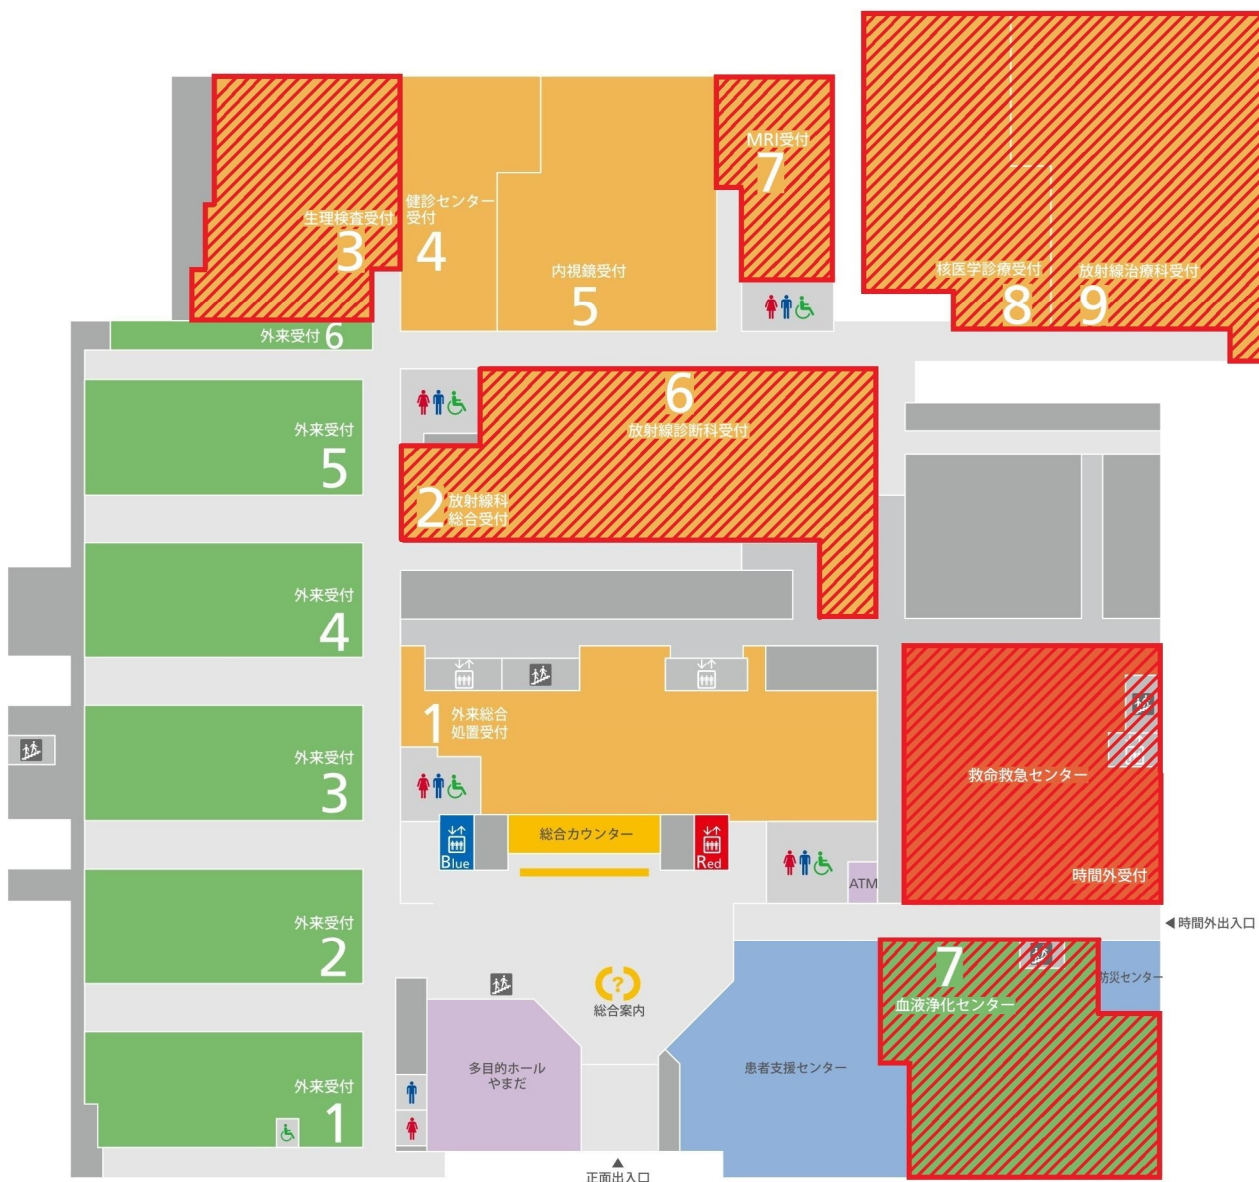 MRI受付
7
生理検査受付
3
健診センター
受付
4
内視鏡受付
5
核医学診療受付
8
放射線治療科受付
9
外来受付 6
6
放射線診断科受付
外来受付
5
2 放射線科
総合受付
外来受付
4
1 外来総合
処置受付
外来受付
3
救命救急センター
時間外受付
総合カウンター
Blue
Red
ATM
外来受付
2
◀時間外出入口
7
血液浄化センター
防災センター
?
総合案内
多目的ホール
やまだ
患者支援センター
外来受付
1
▲
正面出入口